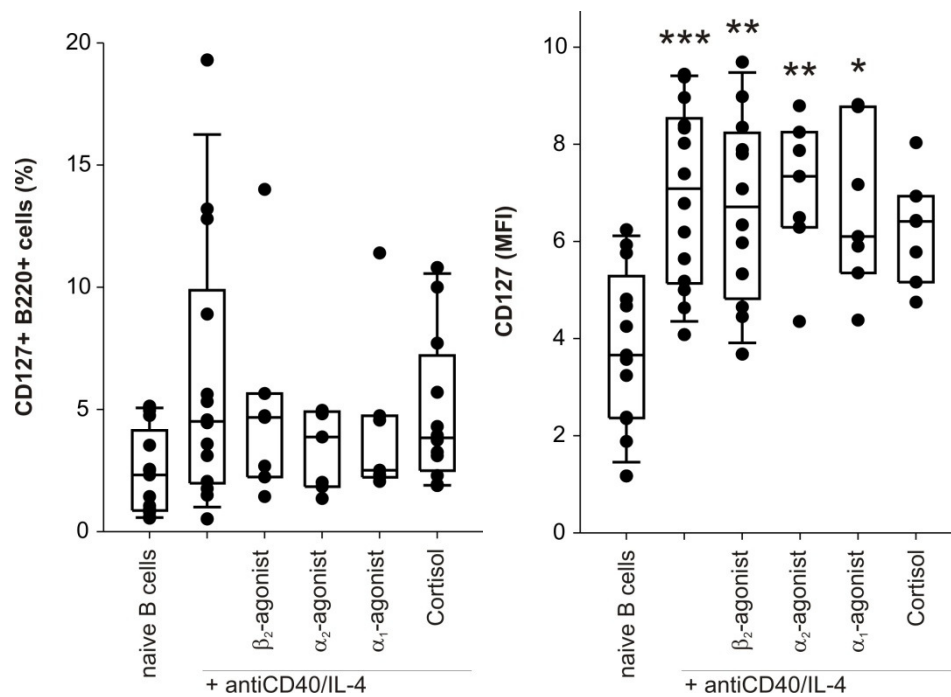 CD127+ B220+ cells (%)
20
15
10
5
0
naive B cells
β₂-agonist
α₂-agonist
α₁-agonist
Cortisol
+ antiCD40/IL-4
CD127 (MFI)
10
8
6
4
2
0
***
**
**
*
naive B cells
β₂-agonist
α₂-agonist
α₁-agonist
Cortisol
+ antiCD40/IL-4